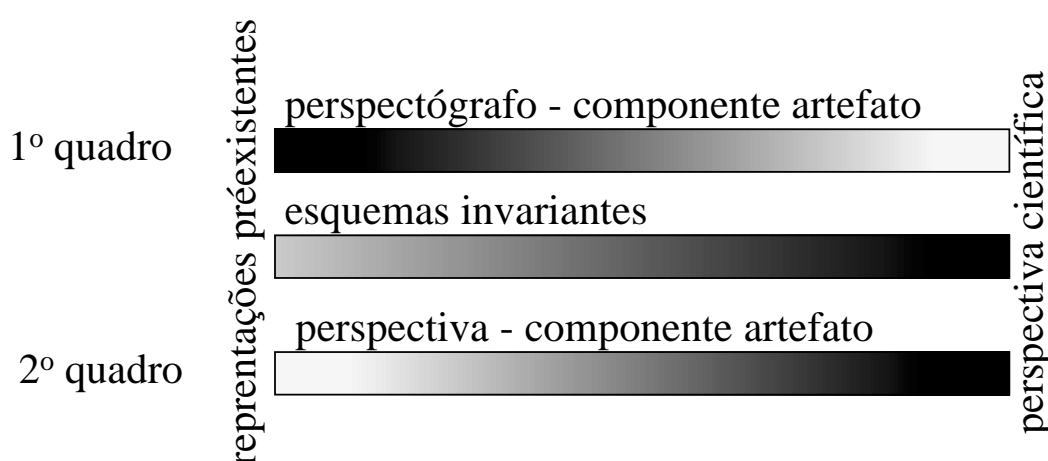 reprentações préexistentes
perspectógrafo - componente artefato
1º quadro
esquemas invariantes
perspectiva - componente artefato
2º quadro
perspectiva científica